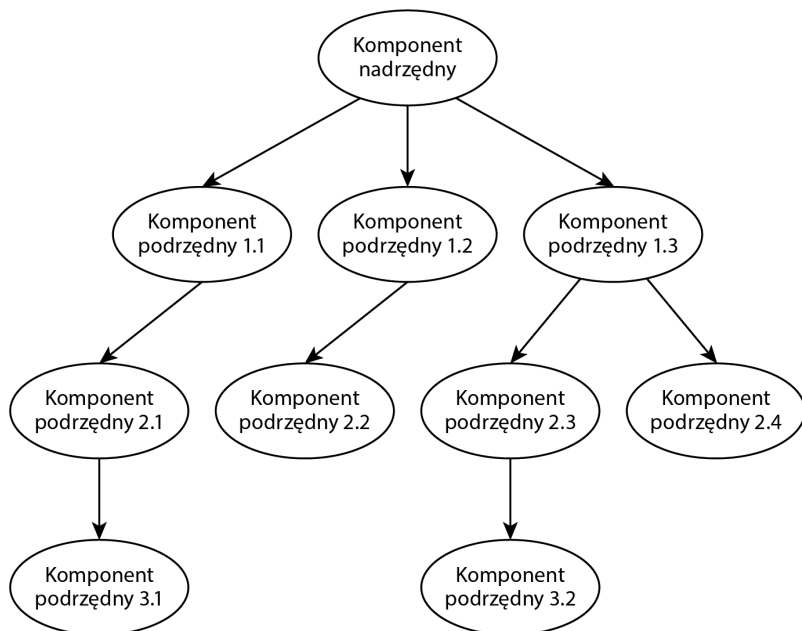 Komponent
nadrzędny
Komponent
podrzędny 1.1
Komponent
podrzędny 1.2
Komponent
podrzędny 1.3
Komponent
podrzędny 2.1
Komponent
podrzędny 2.2
Komponent
podrzędny 2.3
Komponent
podrzędny 2.4
Komponent
podrzędny 3.1
Komponent
podrzędny 3.2